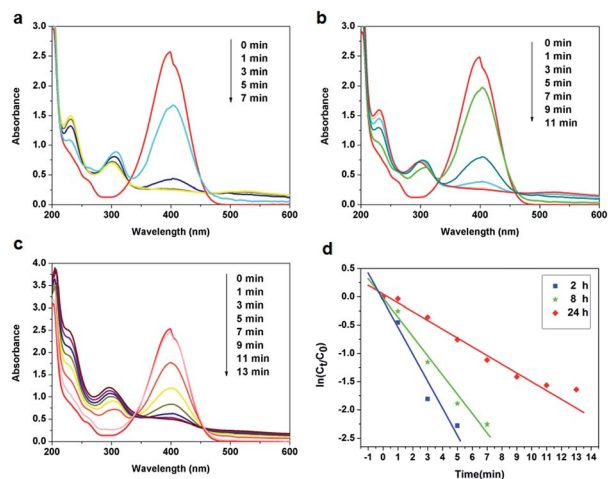 a
3.0
2.5
2.0
1.5
1.0
0.5
0.0
200 300 400 500 600
Wavelength (nm)
Absorbance
0 min
1 min
3 min
5 min
7 min
b
3.0
2.5
2.0
1.5
1.0
0.5
0.0
200 300 400 500 600
Wavelength (nm)
Absorbance
0 min
1 min
3 min
5 min
7 min
9 min
11 min
c
4.0
3.5
3.0
2.5
2.0
1.5
1.0
0.5
0.0
200 300 400 500 600
Wavelength (nm)
Absorbance
0 min
1 min
3 min
5 min
7 min
9 min
11 min
13 min
d
0.5
0.0
-0.5
-1.0
-1.5
-2.0
-2.5
-1 0 1 2 3 4 5 6 7 8 9 10 11 12 13 14
Time(min)
ln(Ct/C0)
2 h
8 h
24 h